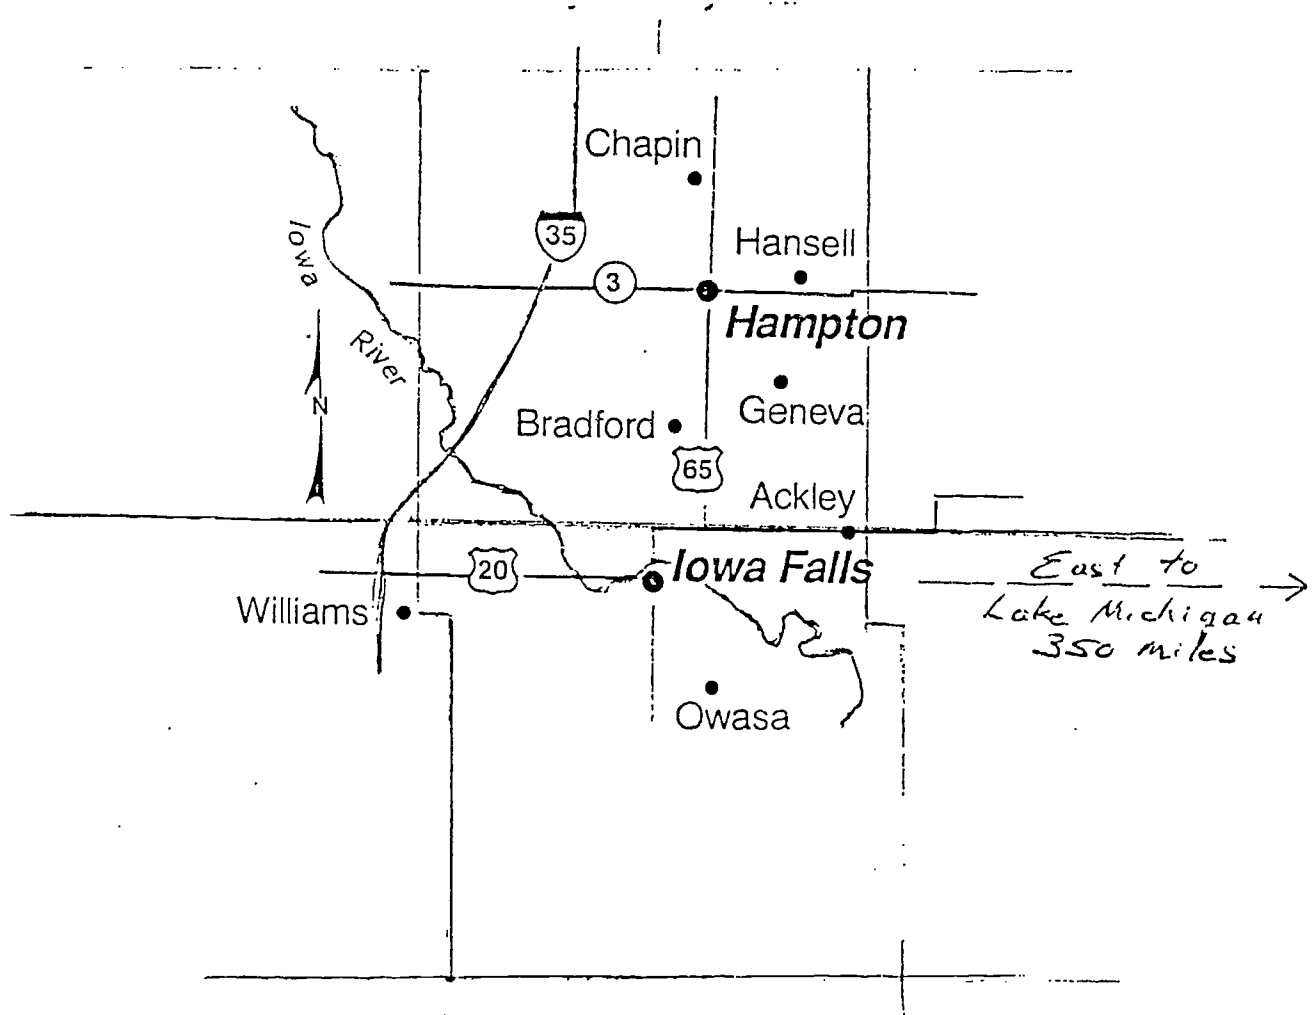 Chapin
35
Hansell
3
Hampton
Iowa
River
N
Geneva
Bradford
65
Ackley
20
Iowa Falls
East to
Lake Michigan
350 miles
Williams
Owasa